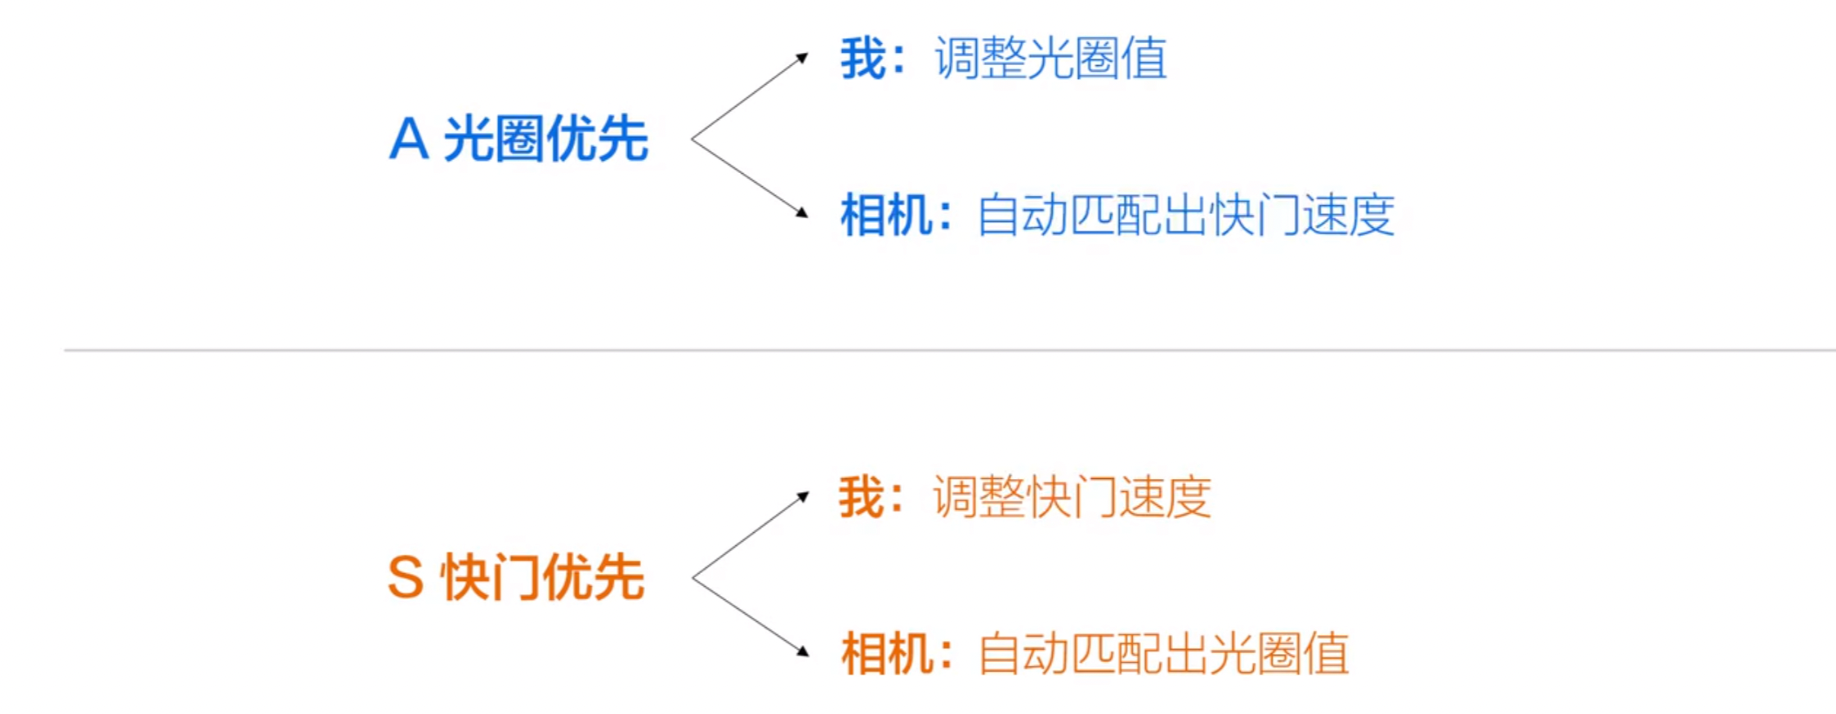 A 光圈优先
我：调整光圈值
相机：自动匹配出快门速度
S 快门优先
我：调整快门速度
相机：自动匹配出光圈值